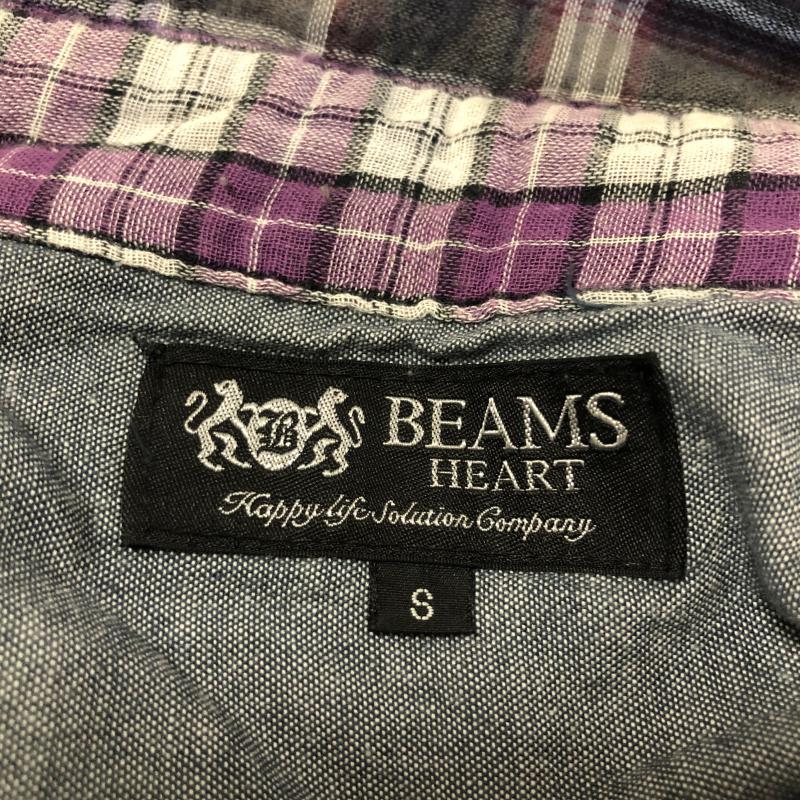 B
BEAMS
HEART
Happy life Solution Company
S